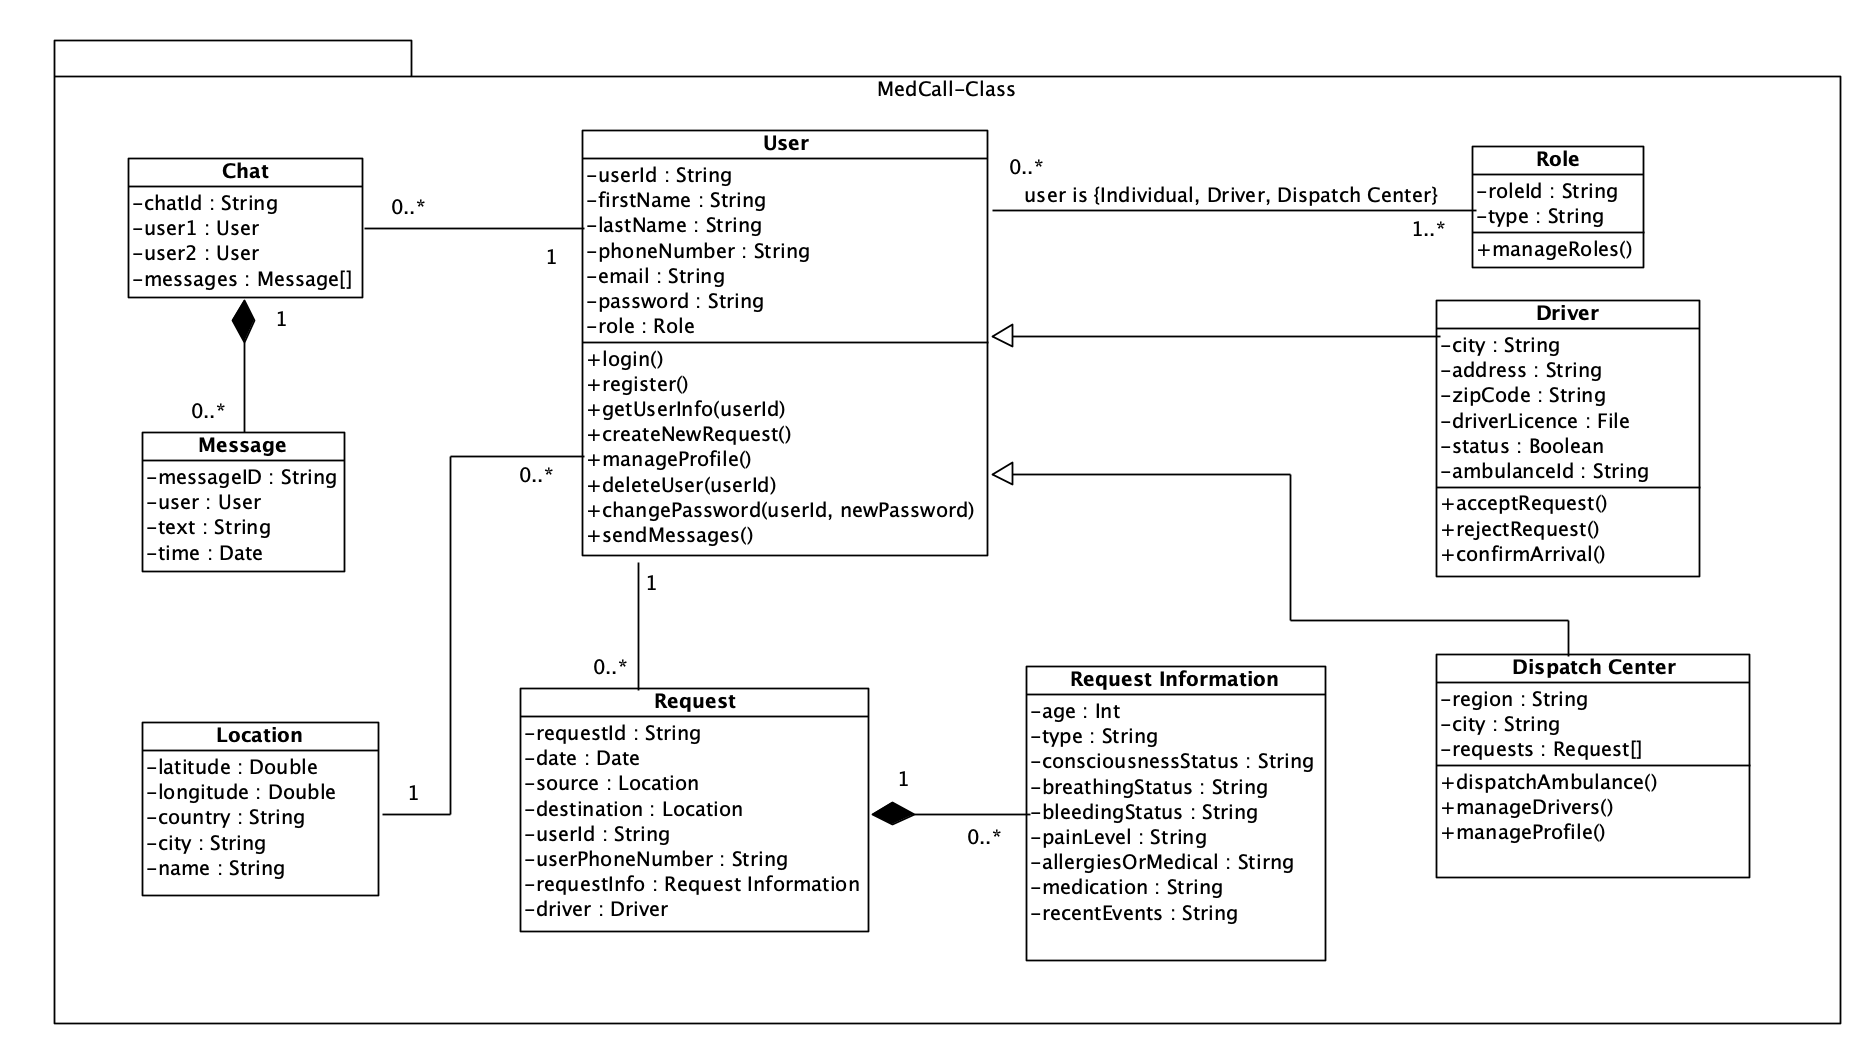 MedCall-Class
Chat
-chatId : String
-user1 : User
-user2 : User
-messages : Message[]
0..*
1
User
-userId : String
-firstName : String
-lastName : String
-phoneNumber : String
-email : String
-password : String
-role : Role
+login()
+register()
+getUserInfo(userId)
+createNewRequest()
+manageProfile()
+deleteUser(userId)
+changePassword(userId, newPassword)
+sendMessages()
0..*
user is {Individual, Driver, Dispatch Center}
1..*
Role
-roleId : String
-type : String
+manageRoles()
1
0..*
Message
-messageID : String
-user : User
-text : String
-time : Date
Driver
-city : String
-address : String
-zipCode : String
-driverLicence : File
-status : Boolean
-ambulanceId : String
+acceptRequest()
+rejectRequest()
+confirmArrival()
0..*
1
Location
-latitude : Double
-longitude : Double
-country : String
-city : String
-name : String
1
0..*
Request
-requestId : String
-date : Date
-source : Location
-destination : Location
-userId : String
-userPhoneNumber : String
-requestInfo : Request Information
-driver : Driver
1
0..*
Request Information
-age : Int
-type : String
-consciousnessStatus : String
-breathingStatus : String
-bleedingStatus : String
-painLevel : String
-allergiesOrMedical : Stirng
-medication : String
-recentEvents : String
Dispatch Center
-region : String
-city : String
-requests : Request[]
+dispatchAmbulance()
+manageDrivers()
+manageProfile()